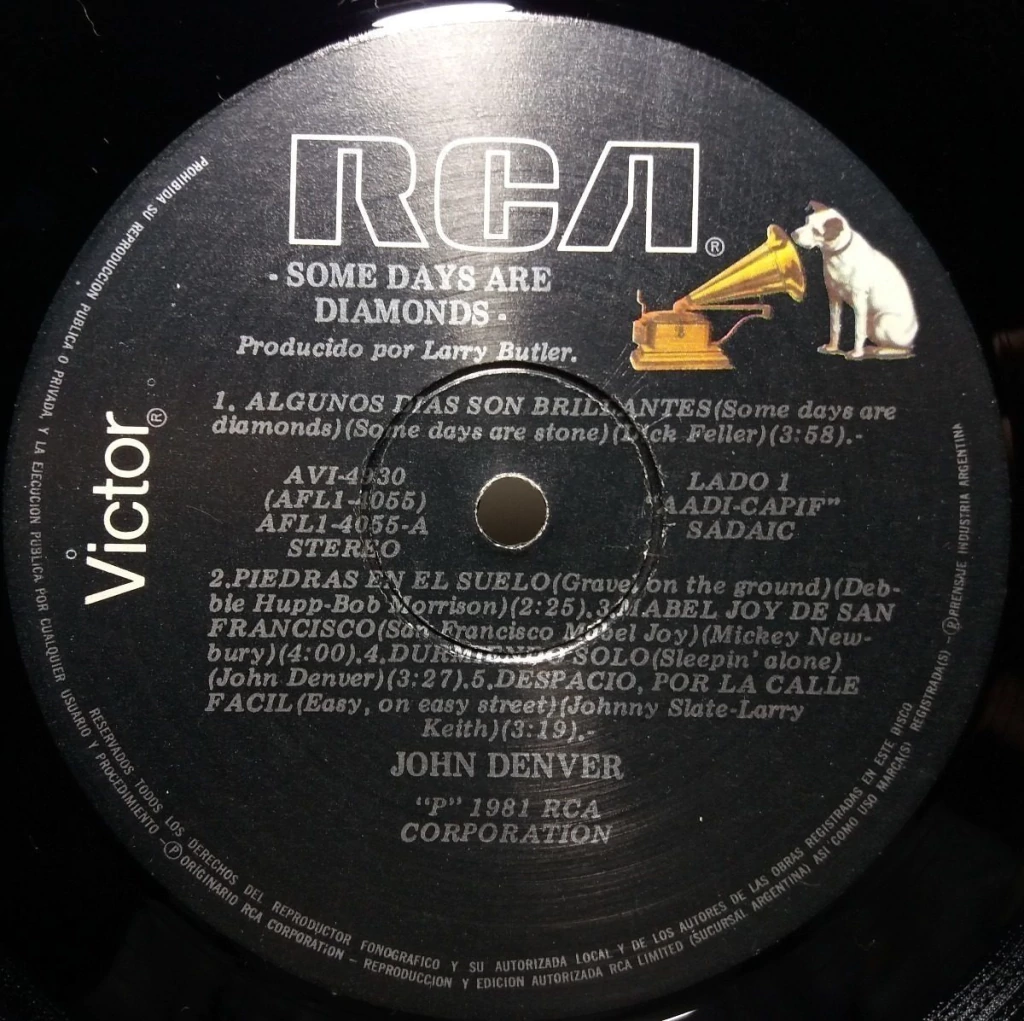 RCA®
- SOME DAYS ARE
DIAMONDS -
Producido por Larry Butler.
1. ALGUNOS DIAS SON BRILLANTES(Some days are
diamonds)(Some days are stone)(Dick Feller)(3:58).-
AVI-4930
(AFL1-4055)
AFL1-4055-A
STEREO
LADO 1
"AADI-CAPIF"
SADAIC
Victor®
2.PIEDRAS EN EL SUELO(Gravel on the ground)(Deb-
bie Hupp-Bob Morrison)(2:25).3.MABEL JOY DE SAN
FRANCISCO(San Francisco Mabel Joy)(Mickey New-
bury)(4:00).4.DURMIENDO SOLO(Sleepin' alone)
(John Denver)(3:27).5.DESPACIO, POR LA CALLE
FACIL(Easy, on easy street)(Johnny Slate-Larry
Keith)(3:19).-
JOHN DENVER
"P" 1981 RCA
CORPORATION
PROHIBIDA SU REPRODUCCION PUBLICA O PRIVADA Y LA EJECUCION PUBLICA POR CUALQUIER USUARIO Y PROCEDIMIENTO – ⓟ ORIGINARIO RCA CORPORATION – REPRODUCCION Y EDICION AUTORIZADA RCA LIMITED (SUCURSAL ARGENTINA) ASI COMO USO MARCA(S) REGISTRADA(S) – ⓟ PRENSAJE INDUSTRIA ARGENTINA
RESERVADOS TODOS LOS DERECHOS DEL REPRODUCTOR FONOGRAFICO Y SU AUTORIZADA LOCAL Y DE LOS AUTORES DE LAS OBRAS REGISTRADAS EN ESTE DISCO